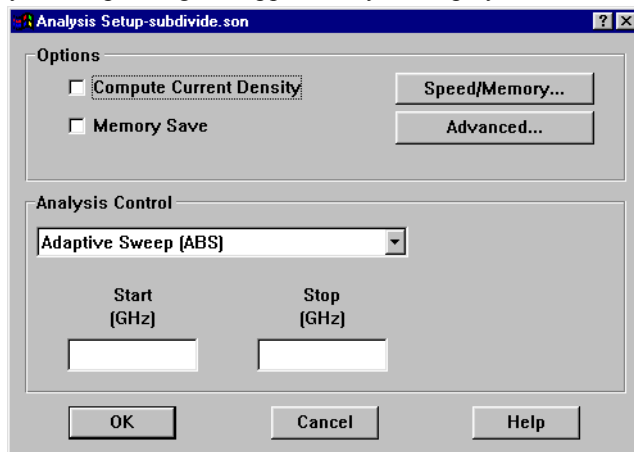 Analysis Setup-subdivide.son
Options
Compute Current Density
Speed/Memory...
Memory Save
Advanced...
Analysis Control
Adaptive Sweep (ABS)
Start Stop
(GHz) (GHz)
OK Cancel Help